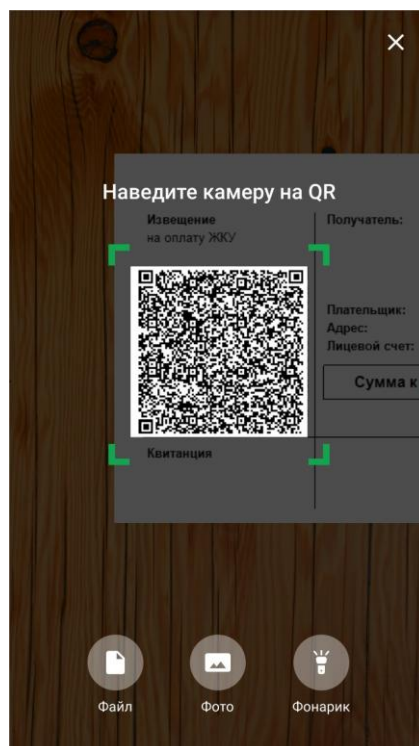 Наведите камеру на QR
Извещение
на оплату ЖКУ
Получатель:
Плательщик:
Адрес:
Лицевой счет:
Сумма к
Квитанция
Файл
Фото
Фонарик